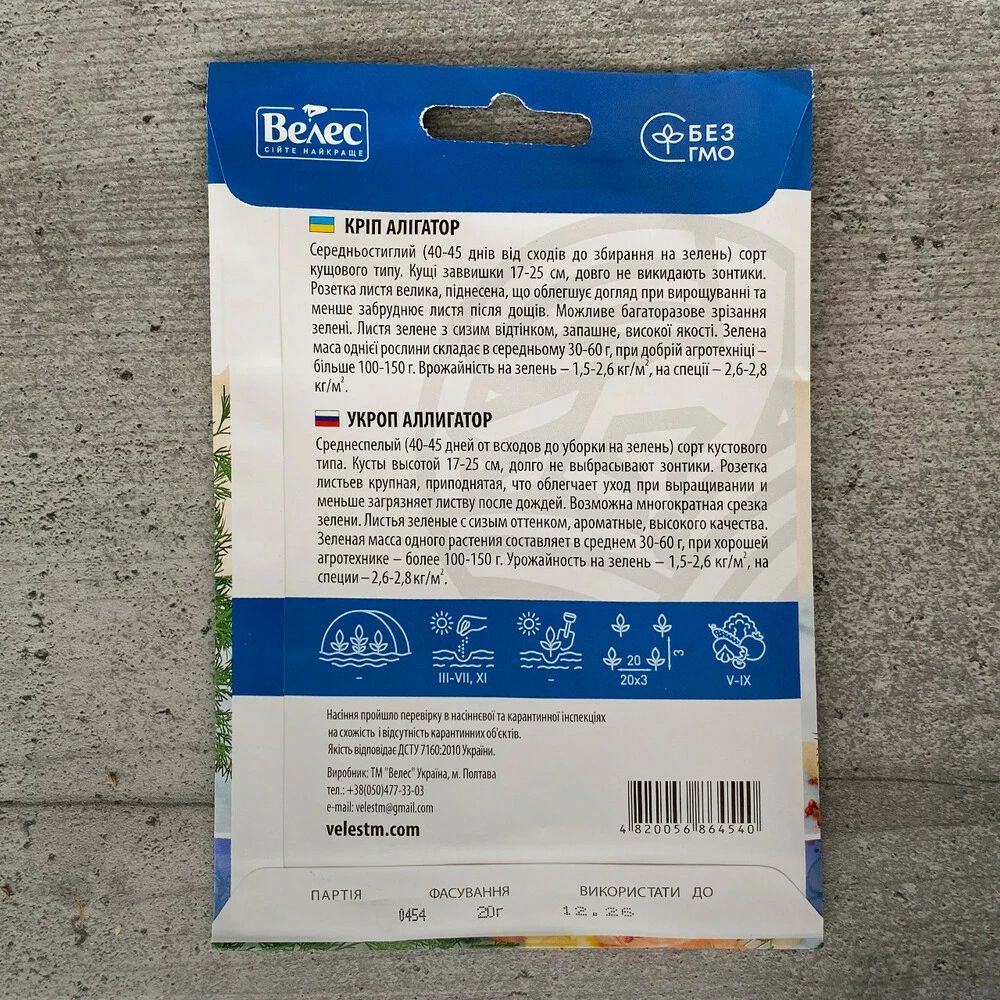 Велес
СІЙТЕ НАЙКРАЩЕ
БЕЗ
ГМО
КРІП АЛІГАТОР
Середньостиглий (40-45 днів від сходів до збирання на зелень) сорт
кущового типу. Кущі заввишки 17-25 см, довго не викидають зонтики.
Розетка листя велика, піднесена, що облегшує догляд при вирощуванні та
менше забруднює листя після дощів. Можливе багаторазове зрізання
зелені. Листя зелене з сизим відтінком, запашне, високої якості. Зелена
маса однієї рослини складає в середньому 30-60 г, при добрій агротехніці –
більше 100-150 г. Врожайність на зелень – 1,5-2,6 кг/м², на спеції – 2,6-2,8
кг/м².
УКРОП АЛЛИГАТОР
Среднеспелый (40-45 дней от всходов до уборки на зелень) сорт кустового
типа. Кусты высотой 17-25 см, долго не выбрасывают зонтики. Розетка
листьев крупная, приподнятая, что облегчает уход при выращивании и
меньше загрязняет листву после дождей. Возможна многократная срезка
зелени. Листья зеленые с сизым оттенком, ароматные, высокого качества.
Зеленая масса одного растения составляет в среднем 30-60 г, при хорошей
агротехнике – более 100-150 г. Урожайность на зелень – 1,5-2,6 кг/м², на
специи – 2,6-2,8 кг/м².
20
3
–
III-VII, XI
–
20x3
V-IX
Насіння пройшло перевірку в насіннєвої та карантинної інспекціях
на схожість і відсутність карантинних об'єктів.
Якість відповідає ДСТУ 7160:2010 України.
Виробник: ТМ "Велес" Україна, м. Полтава
тел.: +38(050)477-33-03
e-mail: velestm@gmail.com
velestm.com
4 820056 864540
ПАРТІЯ ФАСУВАННЯ ВИКОРИСТАТИ ДО
0454 20г 12.26